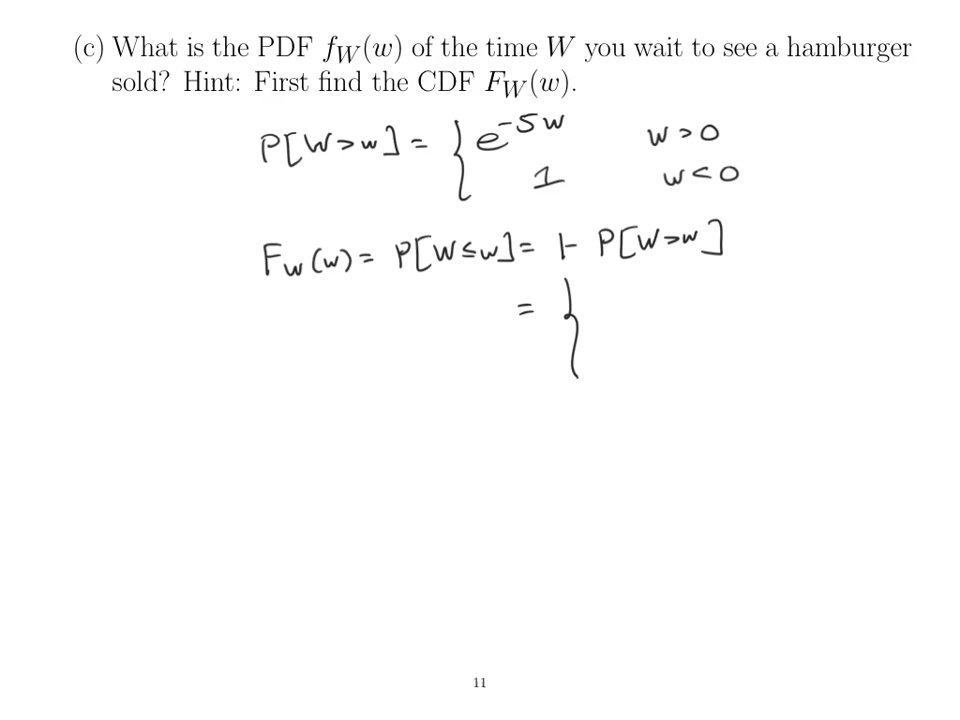 (c) What is the PDF f_W(w) of the time W you wait to see a hamburger
sold? Hint: First find the CDF F_W(w).
P[W>w] = { e^{-5w} w>0
1 w<0
F_w(w) = P[W≤w] = 1- P[W>w]
= {
11